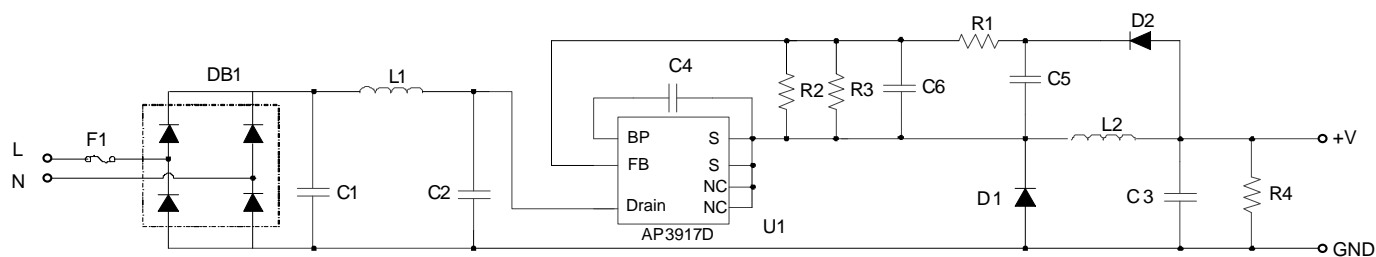 D2
R1
DB1
L1
C4
R2
R3
C6
C5
F1
L
N
BP
FB
Drain
S
S
NC
NC
L2
+V
C1
C2
D1
C3
R4
U1
AP3917D
GND